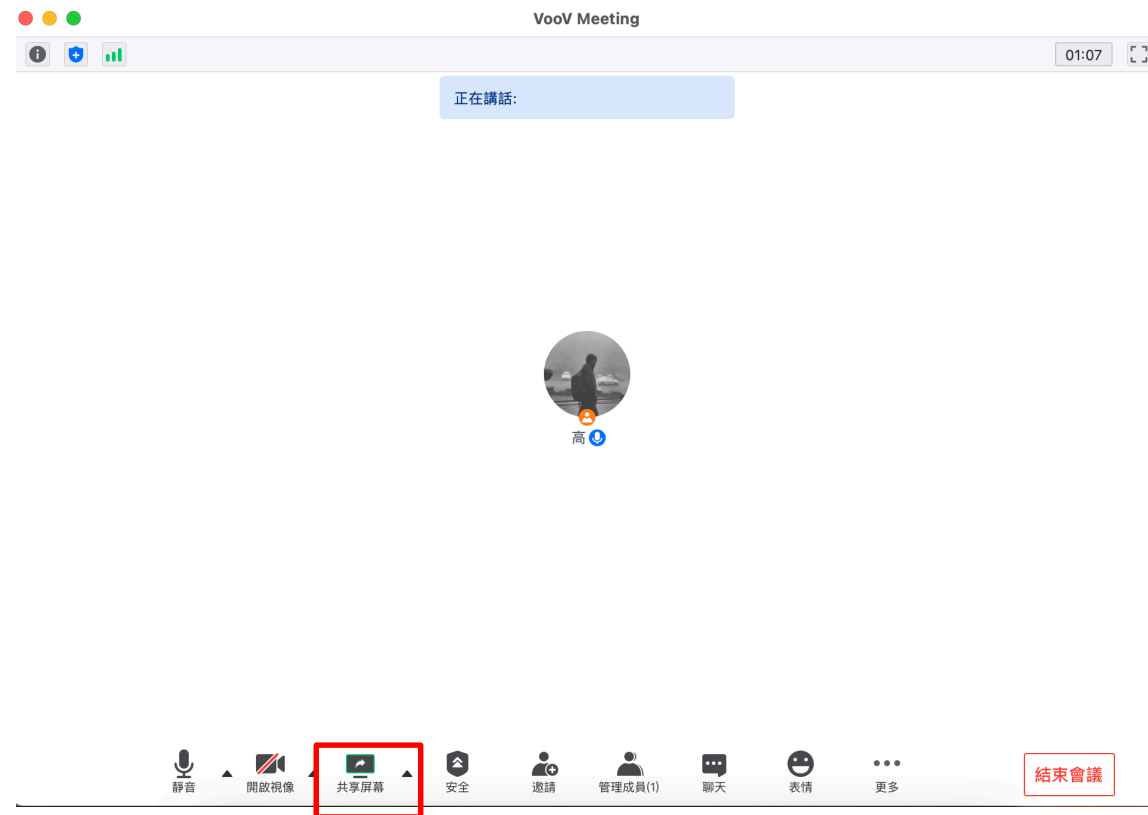 VooV Meeting
01:07
正在講話:
高
靜音
開啟視像
共享屏幕
安全
邀請
管理成員(1)
聊天
表情
更多
結束會議